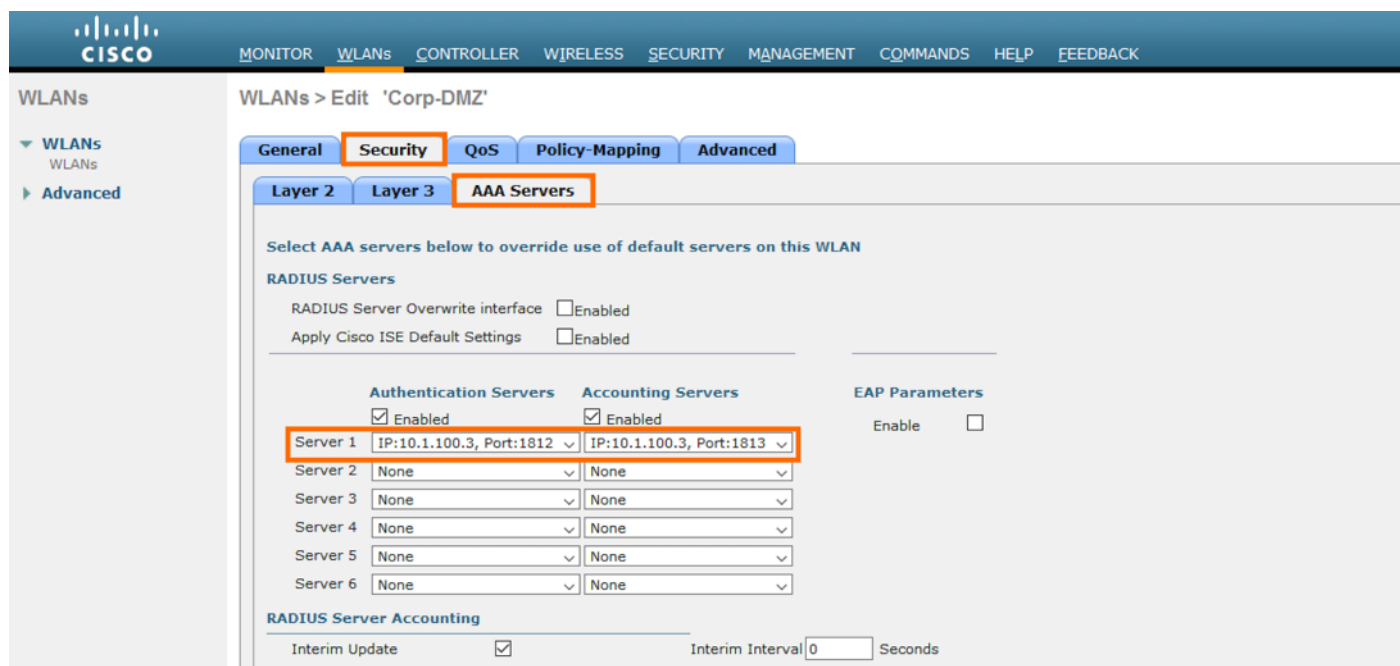 CISCO
MONITOR WLANs CONTROLLER WIRELESS SECURITY MANAGEMENT COMMANDS HELP FEEDBACK
WLANs
WLANs
WLANs
Advanced
WLANs > Edit 'Corp-DMZ'
General Security QoS Policy-Mapping Advanced
Layer 2 Layer 3 AAA Servers
Select AAA servers below to override use of default servers on this WLAN
RADIUS Servers
RADIUS Server Overwrite interface Enabled
Apply Cisco ISE Default Settings Enabled
Authentication Servers Accounting Servers EAP Parameters
Enabled Enabled Enable
Server 1 IP:10.1.100.3, Port:1812 IP:10.1.100.3, Port:1813
Server 2 None None
Server 3 None None
Server 4 None None
Server 5 None None
Server 6 None None
RADIUS Server Accounting
Interim Update Interim Interval 0 Seconds